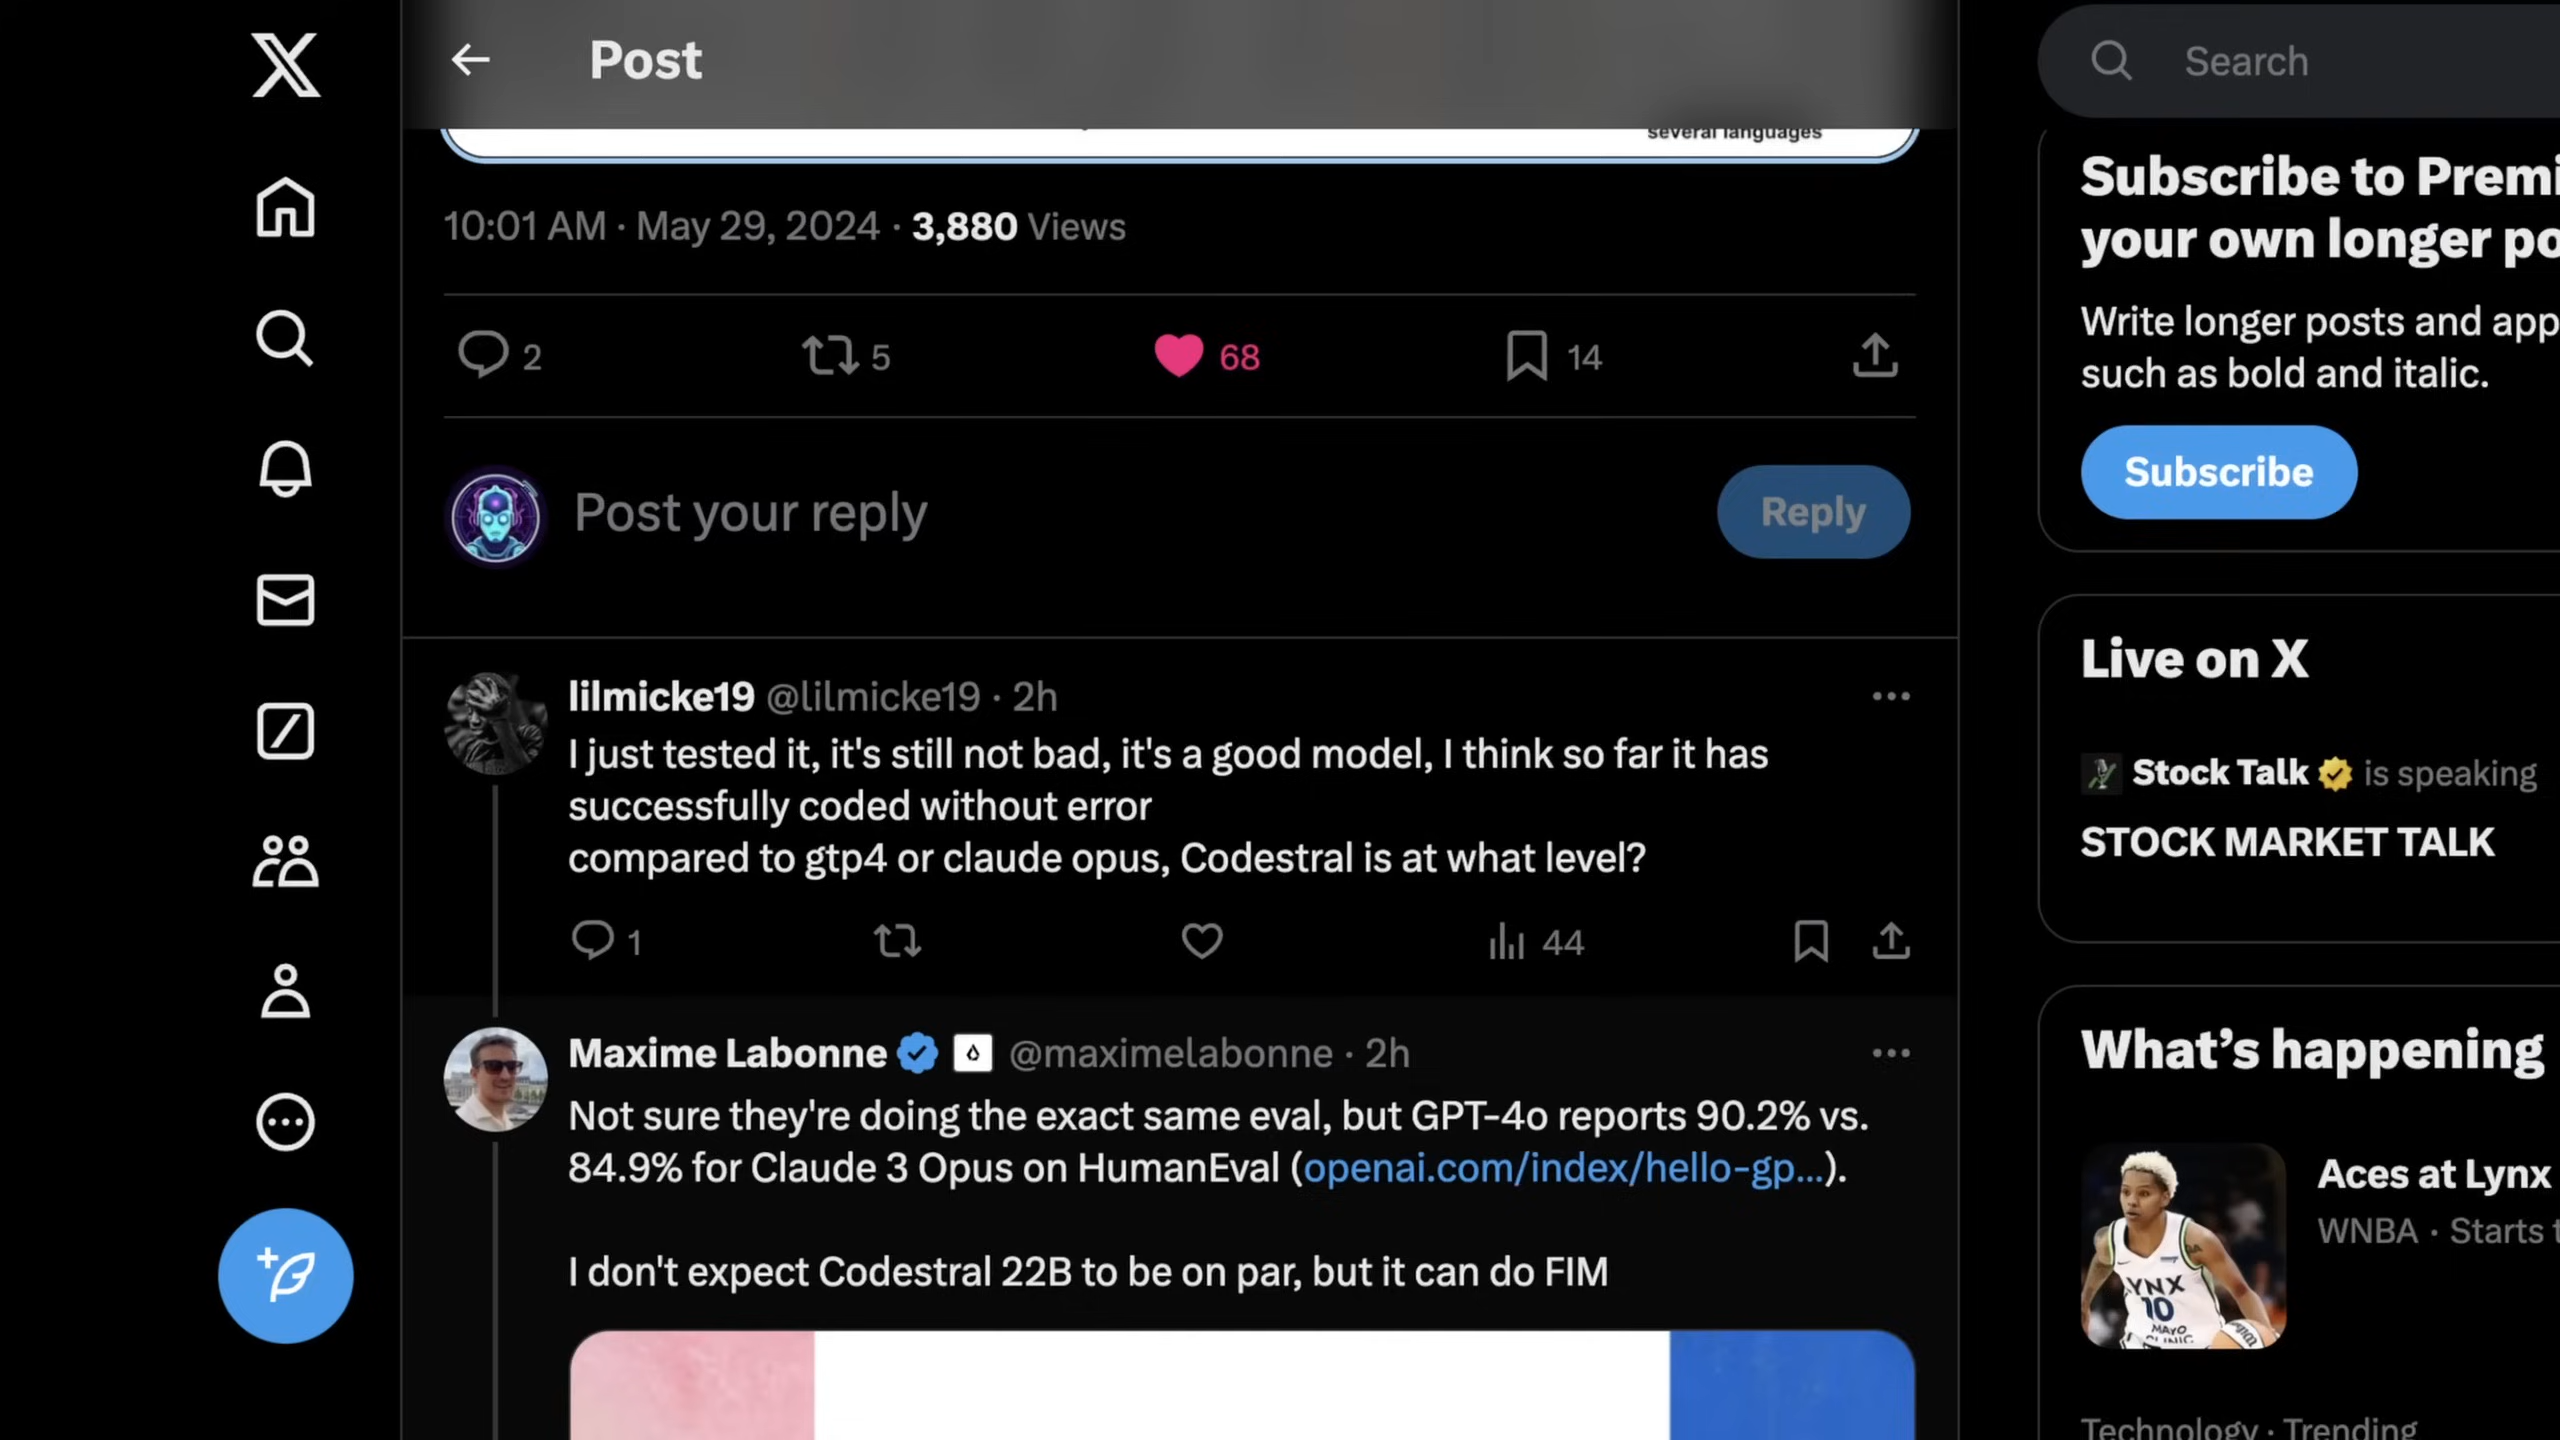 Post
Search
several languages
10:01 AM · May 29, 2024 · 3,880 Views
2
5
68
14
Post your reply
Reply
lilmicke19 @lilmicke19 · 2h
I just tested it, it's still not bad, it's a good model, I think so far it has
successfully coded without error
compared to gtp4 or claude opus, Codestral is at what level?
1
44
Maxime Labonne @maximelabonne · 2h
Not sure they're doing the exact same eval, but GPT-4o reports 90.2% vs.
84.9% for Claude 3 Opus on HumanEval (openai.com/index/hello-gp…).
I don't expect Codestral 22B to be on par, but it can do FIM
Subscribe to Premi
your own longer po
Write longer posts and app
such as bold and italic.
Subscribe
Live on X
Stock Talk is speaking
STOCK MARKET TALK
What's happening
Aces at Lynx
WNBA · Starts t
LYNX
10
MAYO
CLINIC
Technology · Trending